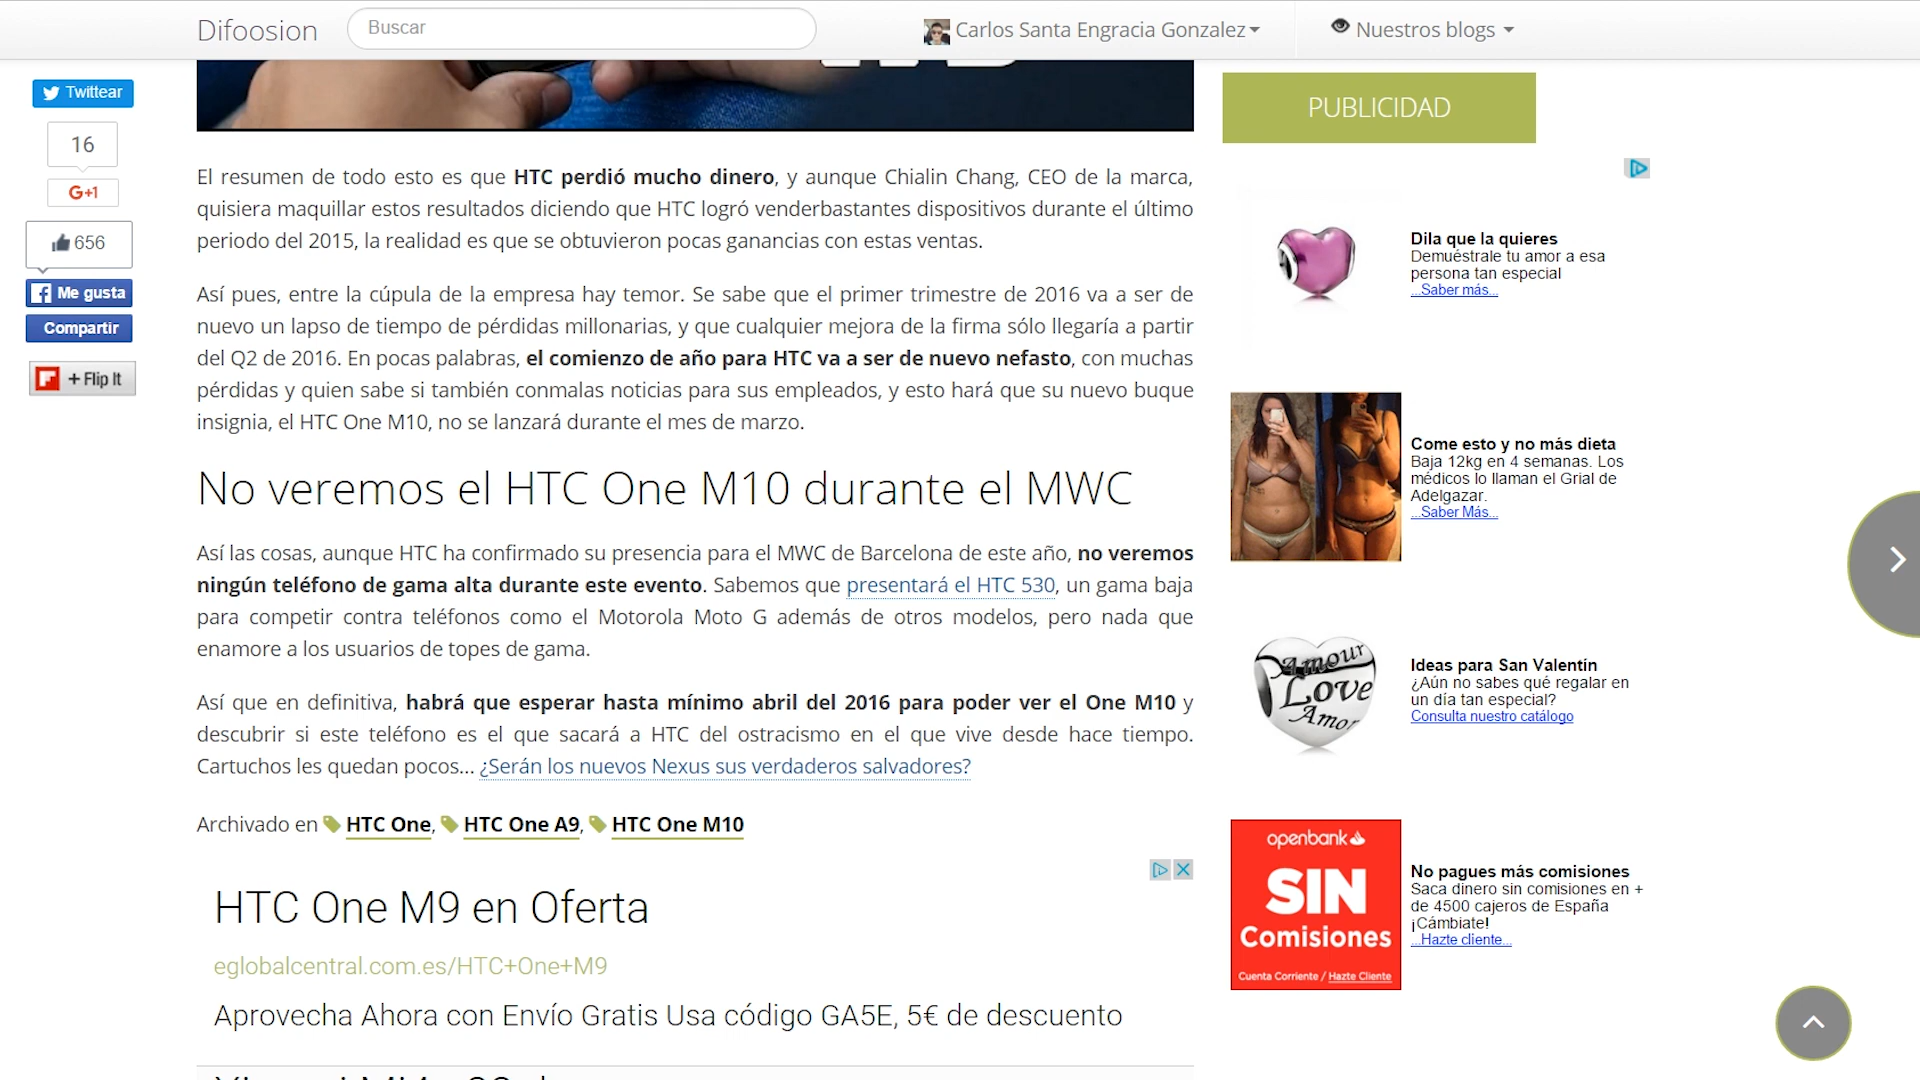 Difoosion
Buscar
Carlos Santa Engracia Gonzalez
Nuestros blogs
Twittear
16
G+1
656
Me gusta
Compartir
+ Flip It
El resumen de todo esto es que HTC perdió mucho dinero, y aunque Chialin Chang, CEO de la marca,
quisiera maquillar estos resultados diciendo que HTC logró venderbastantes dispositivos durante el último
periodo del 2015, la realidad es que se obtuvieron pocas ganancias con estas ventas.
Así pues, entre la cúpula de la empresa hay temor. Se sabe que el primer trimestre de 2016 va a ser de
nuevo un lapso de tiempo de pérdidas millonarias, y que cualquier mejora de la firma sólo llegaría a partir
del Q2 de 2016. En pocas palabras, el comienzo de año para HTC va a ser de nuevo nefasto, con muchas
pérdidas y quien sabe si también conmalas noticias para sus empleados, y esto hará que su nuevo buque
insignia, el HTC One M10, no se lanzará durante el mes de marzo.
No veremos el HTC One M10 durante el MWC
Así las cosas, aunque HTC ha confirmado su presencia para el MWC de Barcelona de este año, no veremos
ningún teléfono de gama alta durante este evento. Sabemos que presentará el HTC 530, un gama baja
para competir contra teléfonos como el Motorola Moto G además de otros modelos, pero nada que
enamore a los usuarios de topes de gama.
Así que en definitiva, habrá que esperar hasta mínimo abril del 2016 para poder ver el One M10 y
descubrir si este teléfono es el que sacará a HTC del ostracismo en el que vive desde hace tiempo.
Cartuchos les quedan pocos... ¿Serán los nuevos Nexus sus verdaderos salvadores?
Archivado en HTC One, HTC One A9, HTC One M10
HTC One M9 en Oferta
eglobalcentral.com.es/HTC+One+M9
Aprovecha Ahora con Envío Gratis Usa código GA5E, 5€ de descuento
PUBLICIDAD
Dila que la quieres
Demuéstrale tu amor a esa
persona tan especial
...Saber más...
Come esto y no más dieta
Baja 12kg en 4 semanas. Los
médicos lo llaman el Grial de
Adelgazar.
...Saber Más...
Amour
Love
Amor
Ideas para San Valentín
¿Aún no sabes qué regalar en
un día tan especial?
Consulta nuestro catálogo
openbank
SIN
Comisiones
Cuenta Corriente / Hazte Cliente
No pagues más comisiones
Saca dinero sin comisiones en +
de 4500 cajeros de España
¡Cámbiate!
...Hazte cliente...